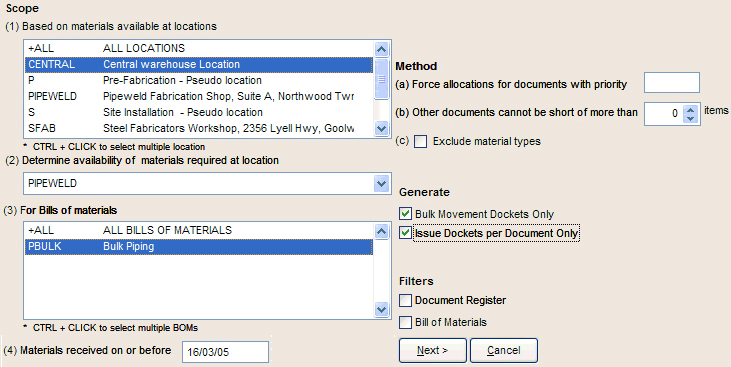 Scope
(1) Based on materials available at locations
+ALL ALL LOCATIONS
CENTRAL Central warehouse Location
P Pre-Fabrication - Pseudo location
PIPEWELD Pipeweld Fabrication Shop, Suite A, Northwood Twr
S Site Installation - Pseudo location
SFAB Steel Fabricators Workshop, 2356 Lyell Hwy, Goolw
* CTRL + CLICK to select multiple location
(2) Determine availability of materials required at location
PIPEWELD
(3) For Bills of materials
+ALL ALL BILLS OF MATERIALS
PBULK Bulk Piping
* CTRL + CLICK to select multiple BOMs
(4) Materials received on or before 16/03/05
Method
(a) Force allocations for documents with priority
(b) Other documents cannot be short of more than 0 items
(c) Exclude material types
Generate
Bulk Movement Dockets Only
Issue Dockets per Document Only
Filters
Document Register
Bill of Materials
Next > Cancel